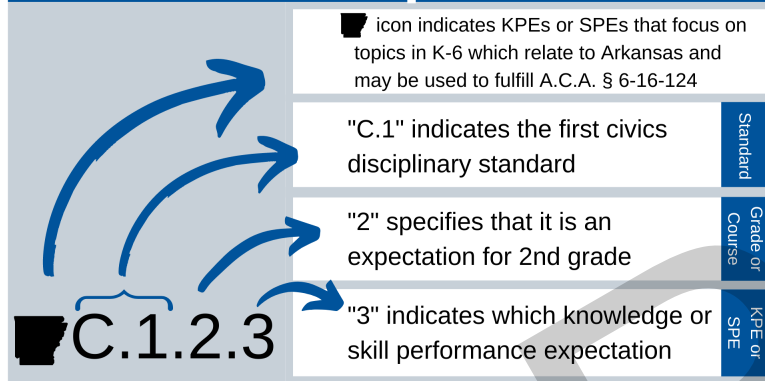 icon indicates KPEs or SPEs that focus on
topics in K-6 which relate to Arkansas and
may be used to fulfill A.C.A. § 6-16-124
"C.1" indicates the first civics
disciplinary standard
Standard
"2" specifies that it is an
expectation for 2nd grade
Grade or
Course
"3" indicates which knowledge or
skill performance expectation
KPE or
SPE
C.1.2.3